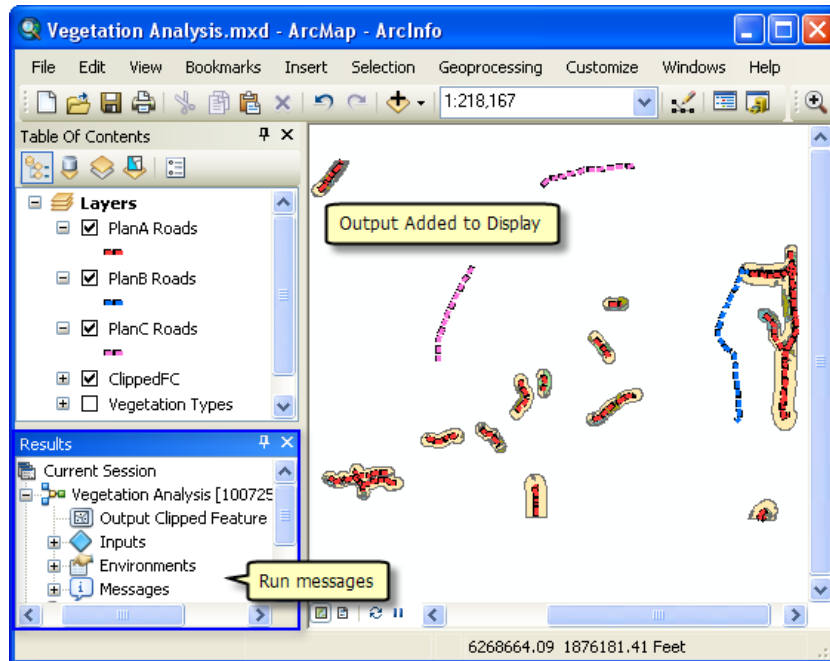 Vegetation Analysis.mxd - ArcMap - ArcInfo
File Edit View Bookmarks Insert Selection Geoprocessing Customize Windows Help
1:218,167
Table Of Contents
Layers
PlanA Roads
PlanB Roads
PlanC Roads
ClippedFC
Vegetation Types
Output Added to Display
Results
Current Session
Vegetation Analysis [100725
Output Clipped Feature
Inputs
Environments
Messages
Run messages
6268664.09 1876181.41 Feet